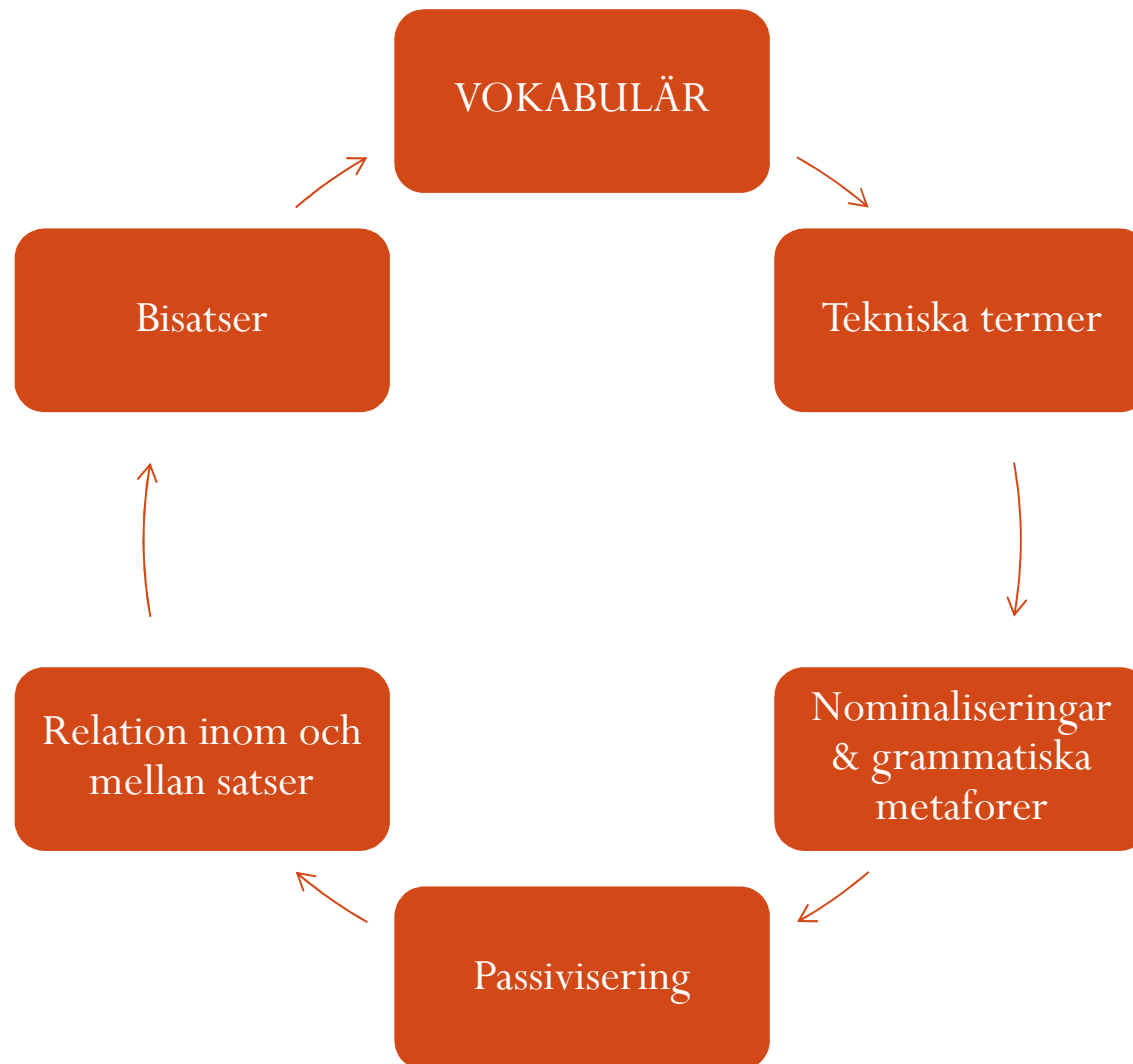 VOKABULÄR
Tekniska termer
Nominaliseringar
& grammatiska
metaforer
Passivisering
Relation inom och
mellan satser
Bisatser